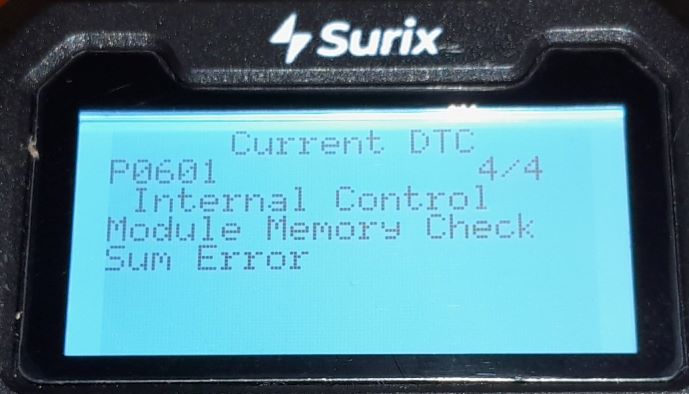 Surix
Current DTC
P0601 4/4
Internal Control
Module Memory Check
Sum Error